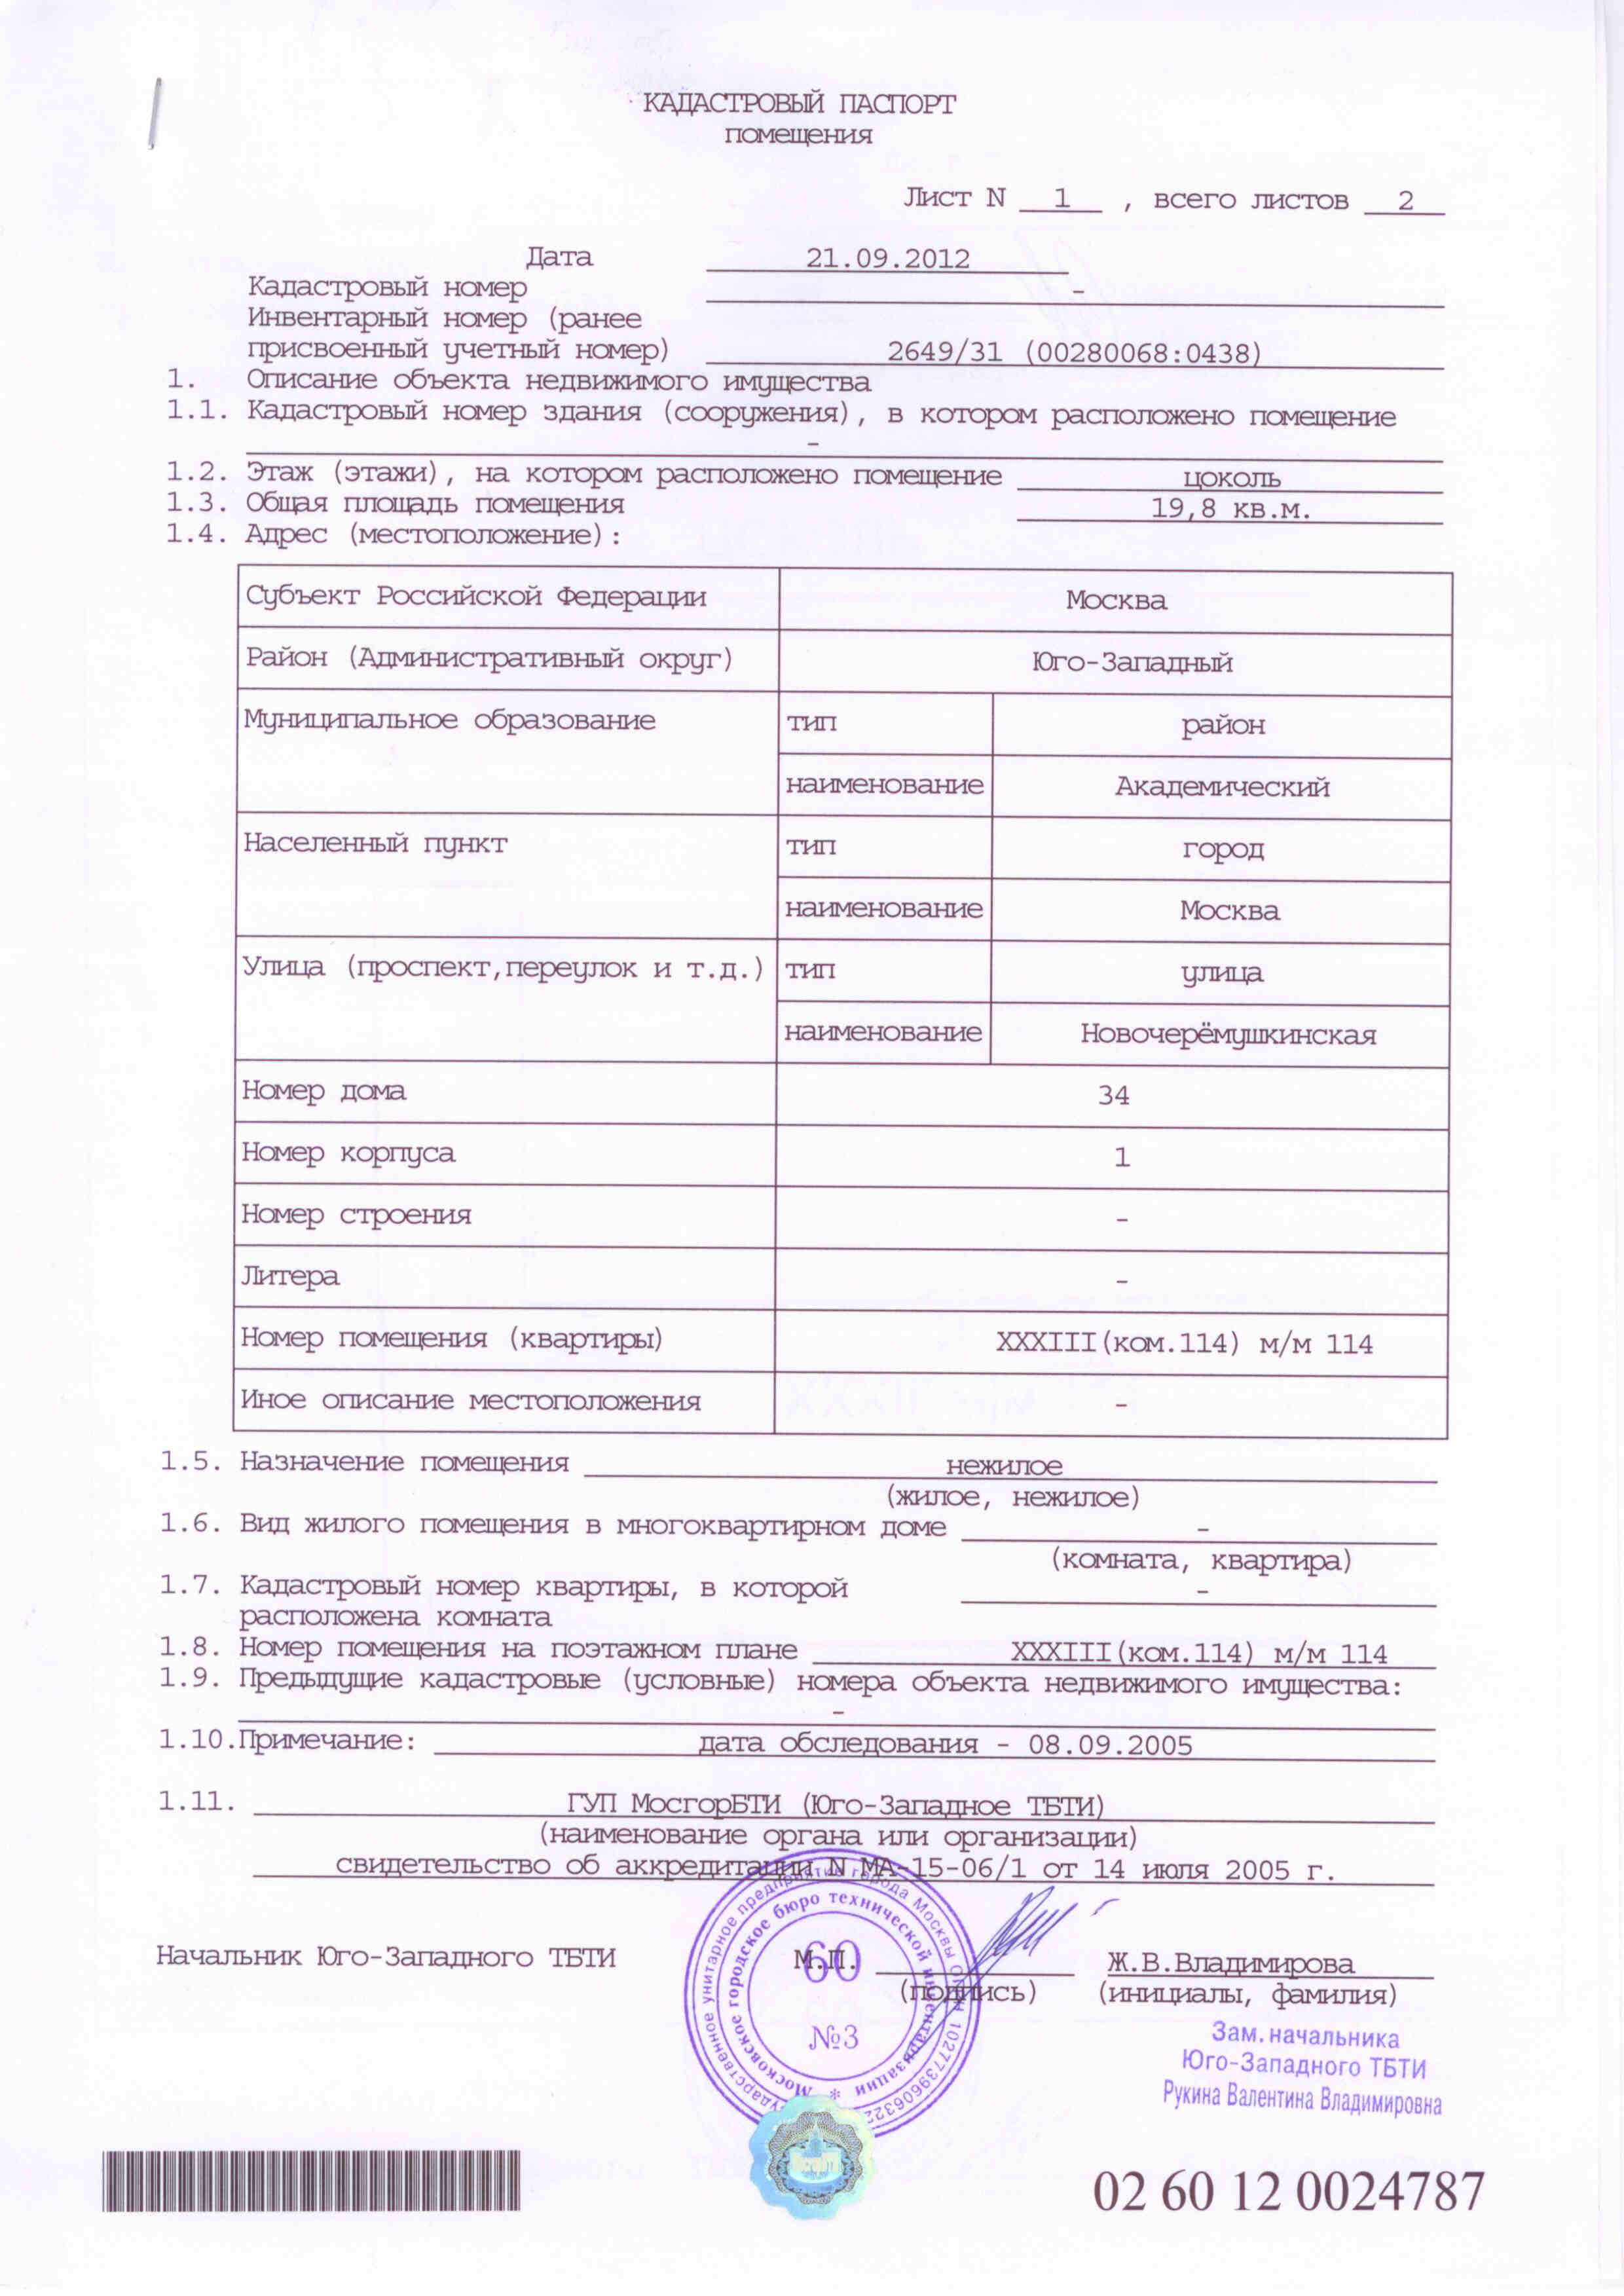 КАДАСТРОВЫЙ ПАСПОРТ
помещения
Лист N 1 , всего листов 2
Дата 21.09.2012
Кадастровый номер -
Инвентарный номер (ранее
присвоенный учетный номер) 2649/31 (00280068:0438)
1. Описание объекта недвижимого имущества
1.1. Кадастровый номер здания (сооружения), в котором расположено помещение
-
1.2. Этаж (этажи), на котором расположено помещение цоколь
1.3. Общая площадь помещения 19,8 кв.м.
1.4. Адрес (местоположение):
Субъект Российской Федерации Москва
Район (Административный округ) Юго-Западный
Муниципальное образование тип район
наименование Академический
Населенный пункт тип город
наименование Москва
Улица (проспект,переулок и т.д.) тип улица
наименование Новочерёмушкинская
Номер дома 34
Номер корпуса 1
Номер строения -
Литера -
Номер помещения (квартиры) XXXIII(ком.114) м/м 114
Иное описание местоположения -
1.5. Назначение помещения нежилое
(жилое, нежилое)
1.6. Вид жилого помещения в многоквартирном доме -
(комната, квартира)
1.7. Кадастровый номер квартиры, в которой -
расположена комната
1.8. Номер помещения на поэтажном плане XXXIII(ком.114) м/м 114
1.9. Предыдущие кадастровые (условные) номера объекта недвижимого имущества:
-
1.10.Примечание: дата обследования - 08.09.2005
1.11. ГУП МосгорБТИ (Юго-Западное ТБТИ)
(наименование органа или организации)
свидетельство об аккредитации N МА-15-06/1 от 14 июля 2005 г.
Начальник Юго-Западного ТБТИ М.П. Ж.В.Владимирова
(подпись) (инициалы, фамилия)
унитарное предприятие города Москвы
Московское городское бюро технической инвентаризации *
60
№3
Зам. начальника
Юго-Западного ТБТИ
Рукина Валентина Владимировна
02 60 12 0024787